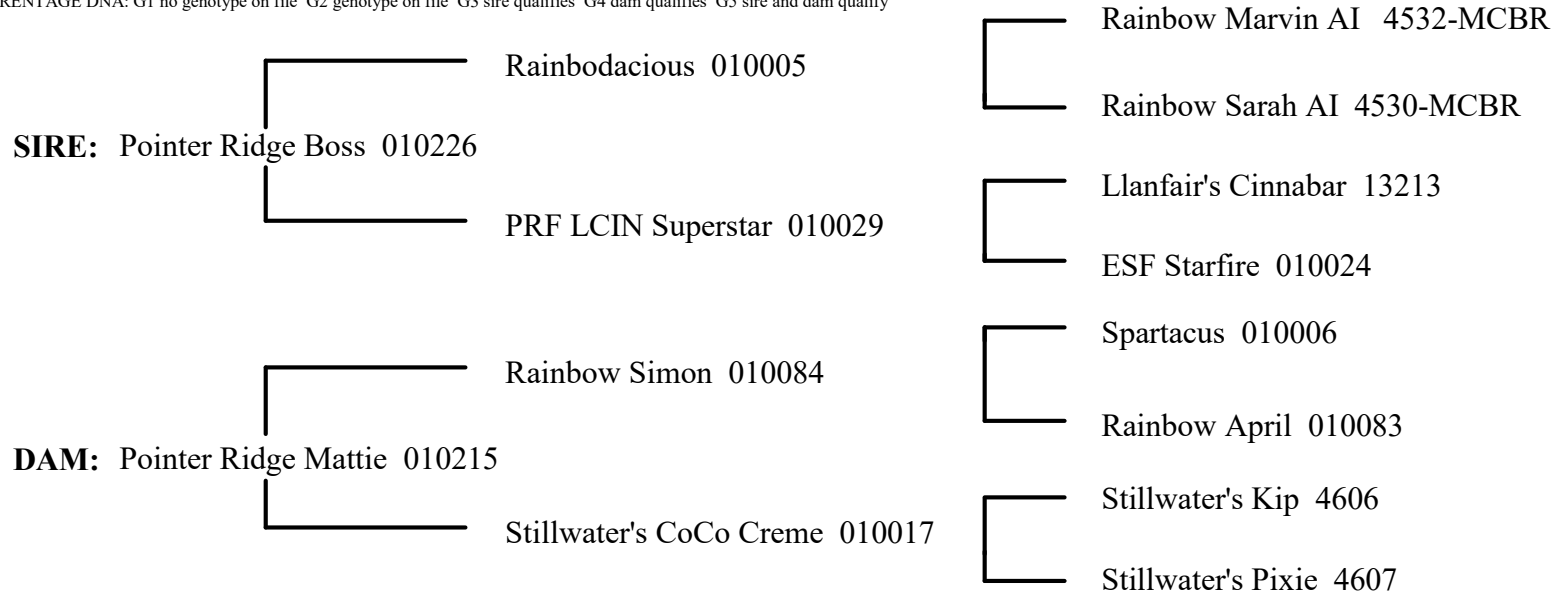 RENTAGE DNA: G1 no genotype on file G2 genotype on file G3 sire qualifies G4 dam qualifies G5 sire and dam qualify
Rainbow Marvin AI 4532-MCBR
Rainbodacious 010005
Rainbow Sarah AI 4530-MCBR
SIRE: Pointer Ridge Boss 010226
Llanfair's Cinnabar 13213
PRF LCIN Superstar 010029
ESF Starfire 010024
Spartacus 010006
Rainbow Simon 010084
Rainbow April 010083
DAM: Pointer Ridge Mattie 010215
Stillwater's Kip 4606
Stillwater's CoCo Creme 010017
Stillwater's Pixie 4607